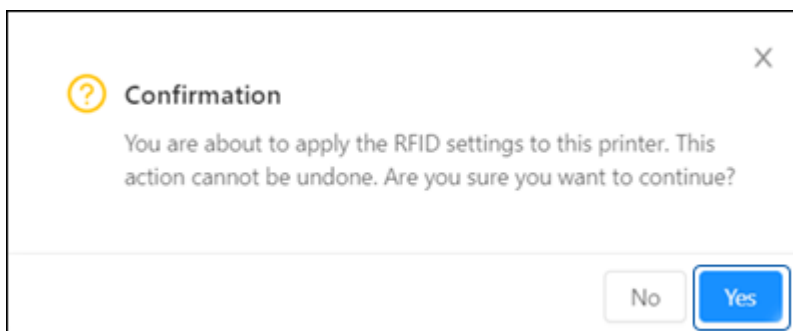 Confirmation
You are about to apply the RFID settings to this printer. This
action cannot be undone. Are you sure you want to continue?
No
Yes